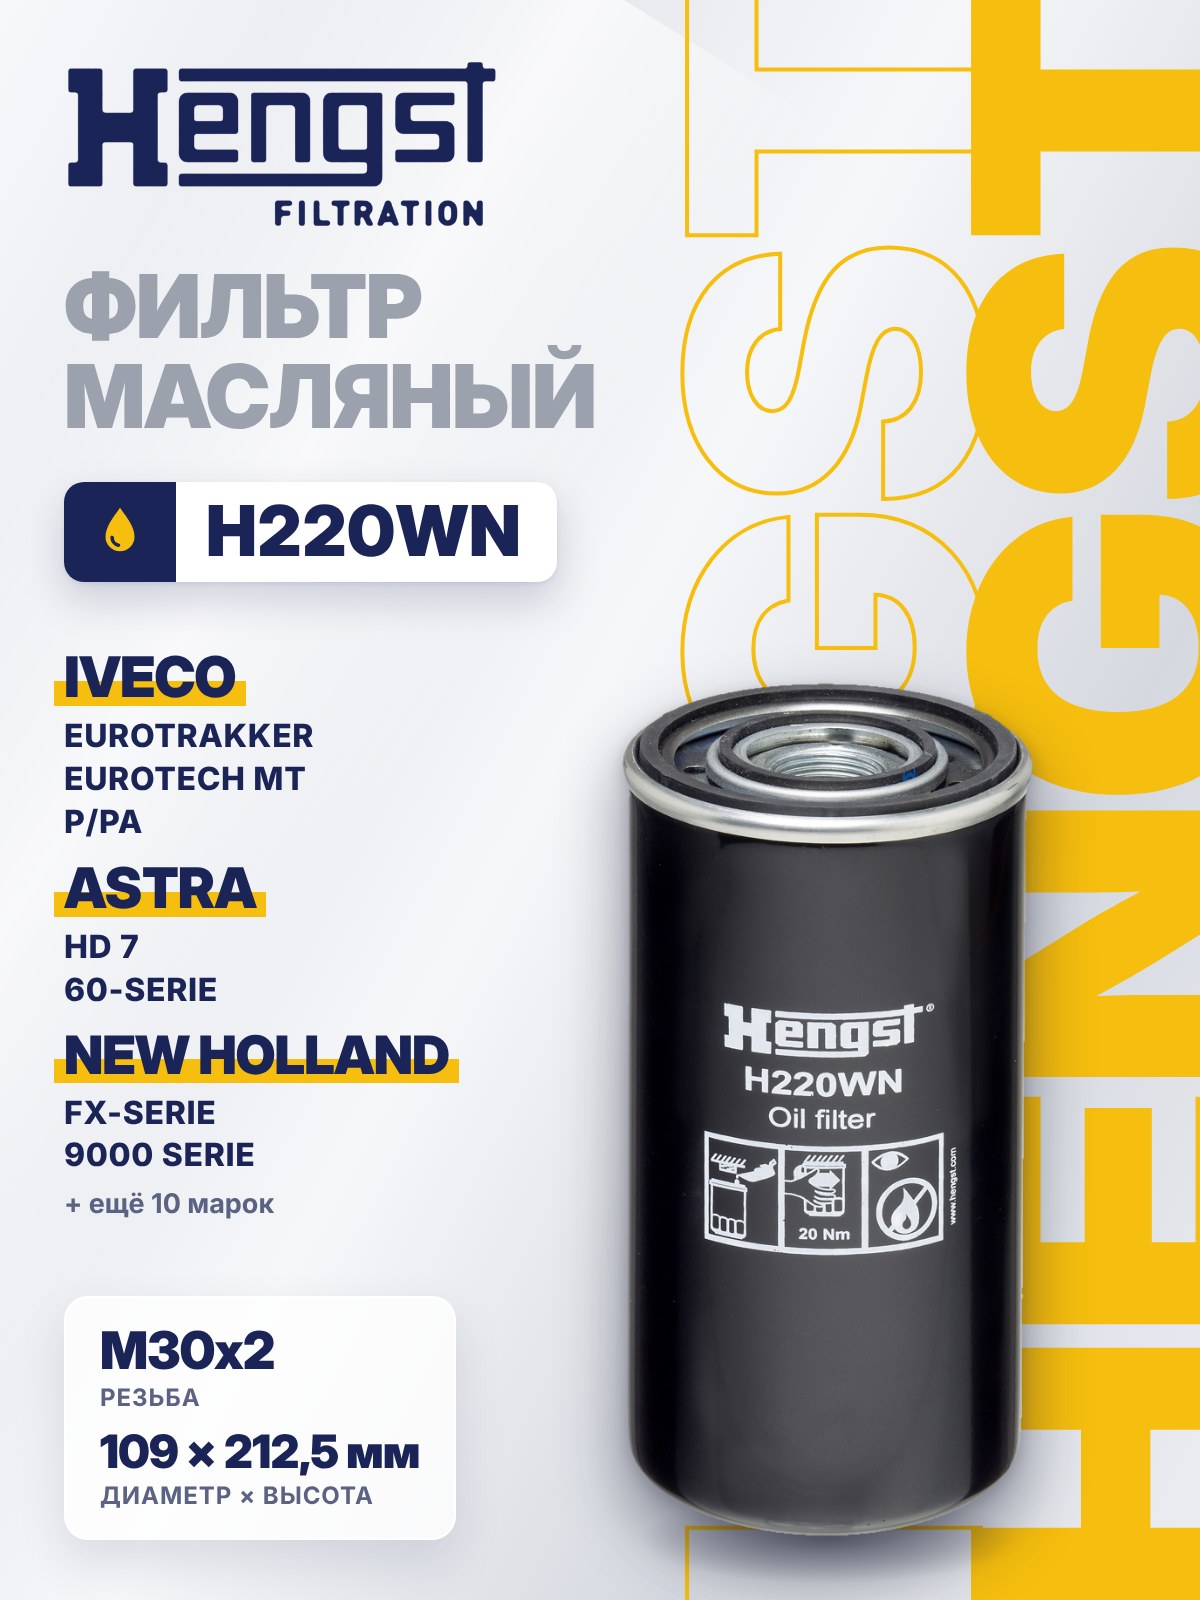 Hengst
FILTRATION
ФИЛЬТР
МАСЛЯНЫЙ
H220WN
IVECO
EUROTRAKKER
EUROTECH MT
P/PA
ASTRA
HD 7
60-SERIE
NEW HOLLAND
FX-SERIE
9000 SERIE
+ ещё 10 марок
M30x2
РЕЗЬБА
109 × 212,5 мм
ДИАМЕТР × ВЫСОТА
Hengst®
H220WN
Oil filter
20 Nm
www.hengst.com
HENGST
HENGST